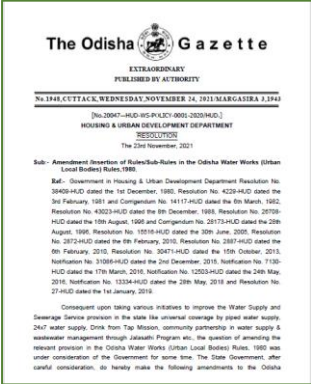 The Odisha Gazette
EXTRAORDINARY
PUBLISHED BY AUTHORITY
No.1948, CUTTACK, WEDNESDAY, NOVEMBER 24, 2021/MARGASIRA 3,1943
[No.20047—HUD-WS-POLICY-0001-2020/HUD.]
HOUSING & URBAN DEVELOPMENT DEPARTMENT
RESOLUTION
The 23rd November, 2021
Sub:- Amendment /Insertion of Rules/Sub-Rules in the Odisha Water Works (Urban
Local Bodies) Rules,1980.
Ref.- Government in Housing & Urban Development Department Resolution No.
38409-HUD dated the 1st December, 1980, Resolution No. 4229-HUD dated the
3rd February, 1981 and Corrigendum No. 14117-HUD dated the 6th March, 1982,
Resolution No. 43023-HUD dated the 8th December, 1988, Resolution No. 26708-
HUD dated the 16th August, 1998 and Corrigendum No. 28173-HUD dated the 28th
August, 1998, Resolution No. 15516-HUD dated the 30th June, 2005, Resolution
No. 2872-HUD dated the 6th February, 2010, Resolution No. 2887-HUD dated the
6th February, 2010, Resolution No. 3047-HUD dated the 15th October, 2013,
Notification No. 31086-HUD dated the 2nd December, 2015, Notification No. 7130-
HUD dated the 17th March, 2016, Notification No. 12503-HUD dated the 24th May,
2016, Notification No. 13334-HUD dated the 28th May, 2018 and Resolution No.
27-HUD dated the 1st January, 2019.
Consequent upon taking various initiatives to improve the Water Supply and
Sewerage Service provision in the state like universal coverage by piped water supply,
24x7 water supply, Drink from Tap Mission, community partnership in water supply &
wastewater management through Jalasathi Program etc., the question of amending the
relevant provision in the Odisha Water Works (Urban Local Bodies) Rules, 1980 was
under consideration of the Government for some time. The State Government, after
careful consideration, do hereby make the following amendments to the Odisha